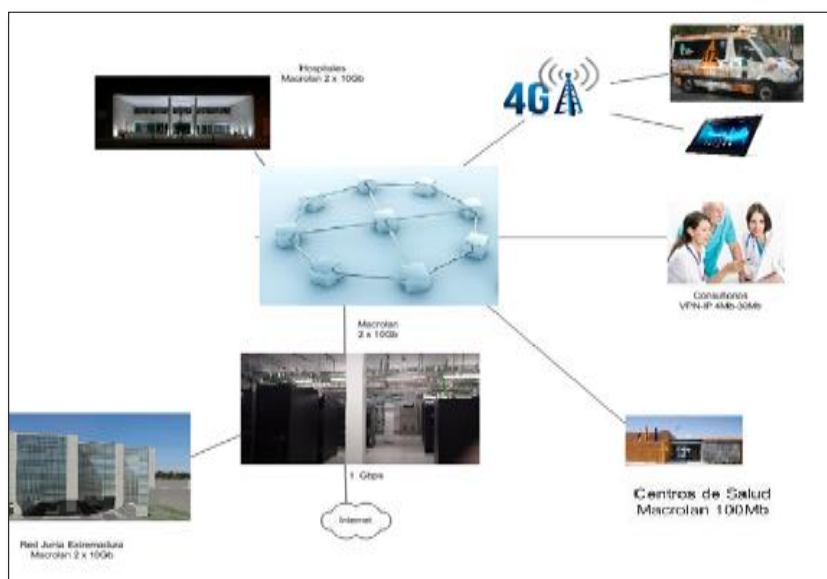 Hospitales
Macrolan 2 x 10Gb
4G
Consultorios
VPN-IP 4Mb-30Mb
Macrolan
2 x 10Gb
1 Gbps
Centros de Salud
Macrolan 100Mb
Internet
Red Junta Extremadura
Macrolan 2 x 10Gb